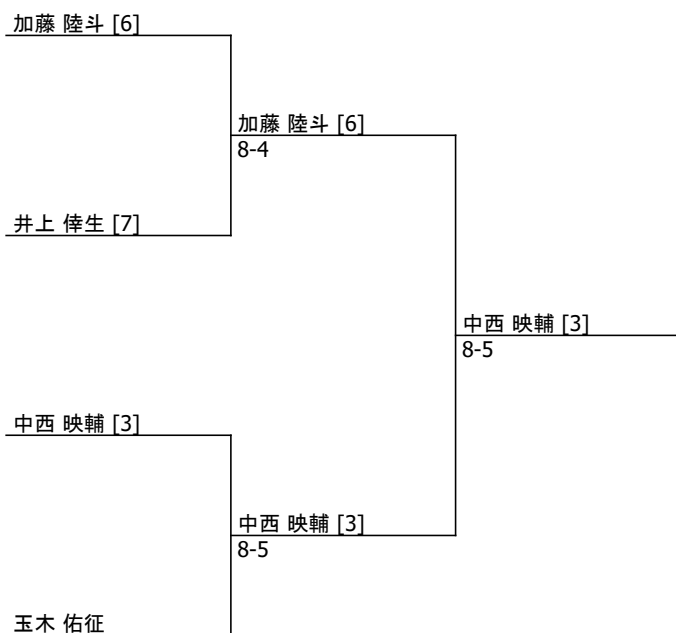 加藤 陸斗 [6]
加藤 陸斗 [6]
8-4
井上 倖生 [7]
中西 映輔 [3]
8-5
中西 映輔 [3]
中西 映輔 [3]
8-5
玉木 佑征